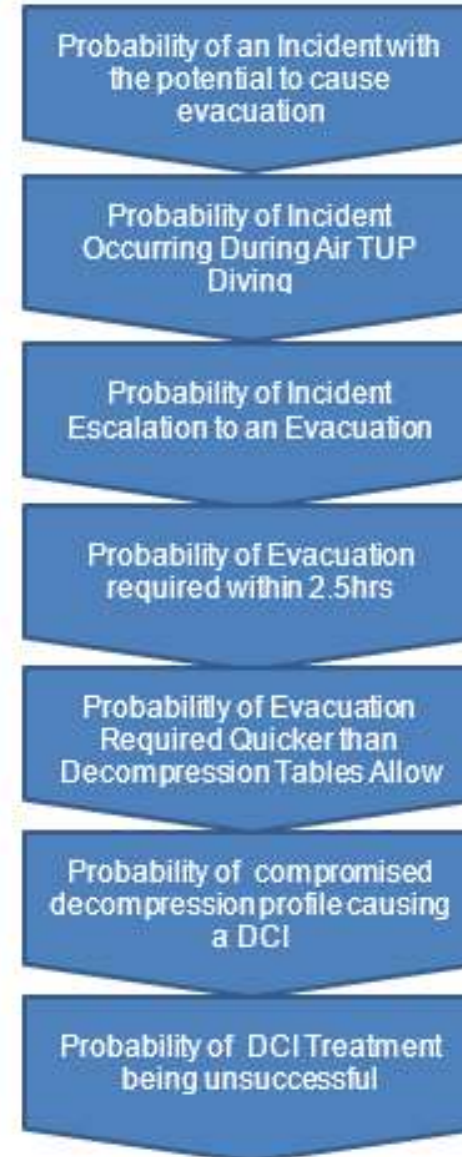 Probability of an Incident with
the potential to cause
evacuation
Probability of Incident
Occurring During Air TUP
Diving
Probability of Incident
Escalation to an Evacuation
Probability of Evacuation
required within 2.5hrs
Probabilitly of Evacuation
Required Quicker than
Decompression Tables Allow
Probability of compromised
decompression profile causing
a DCI
Probability of DCI Treatment
being unsuccessful